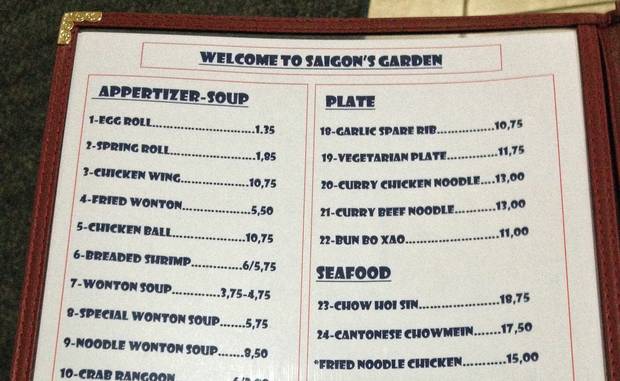 WELCOME TO SAIGON'S GARDEN
APPERTIZER-SOUP
1-EGG ROLL..........................1.35
2-SPRING ROLL......................1,85
3-CHICKEN WING.................10,75
4-FRIED WONTON.................5,50
5-CHICKEN BALL...................10,75
6-BREADED SHRIMP.............6/5,75
7-WONTON SOUP............3,75-4,75
8-SPECIAL WONTON SOUP.......5,75
9-NOODLE WONTON SOUP.......8,50
10-CRAB RANGOON
PLATE
18-GARLIC SPARE RIB..............10,75
19-VEGETARIAN PLATE............11,75
20-CURRY CHICKEN NOODLE....13,00
21-CURRY BEEF NOODLE..........13,00
22-BUN BO XAO........................11,00
SEAFOOD
23-CHOW HOI SIN....................18,75
24-CANTONESE CHOWMEIN.......17,50
*FRIED NOODLE CHICKEN...........15,00